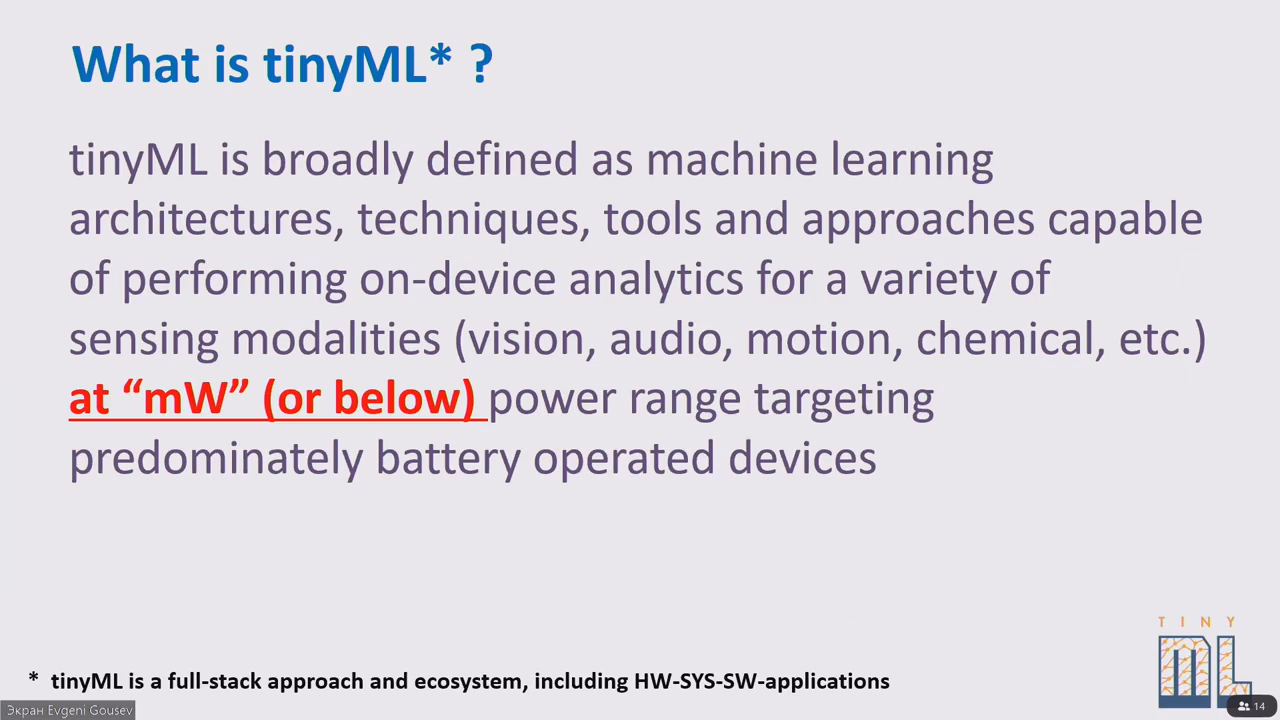 What is tinyML* ?
tinyML is broadly defined as machine learning
architectures, techniques, tools and approaches capable
of performing on-device analytics for a variety of
sensing modalities (vision, audio, motion, chemical, etc.)
at “mW” (or below) power range targeting
predominately battery operated devices
TINY
ML
* tinyML is a full-stack approach and ecosystem, including HW-SYS-SW-applications
Экран Evgeni Gousev
14